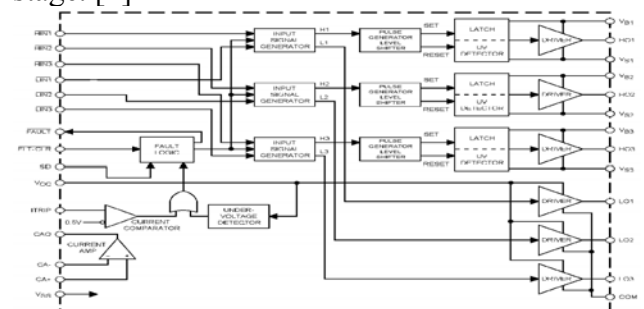 stage. [5]
HIN1
HIN2
HIN3
LIN1
LIN2
LIN3
FAULT
FLT-CLR
SD
VCC
ITRIP
0.5V
CAO
CA-
CA+
VSS
INPUT
SIGNAL
GENERATOR
H1
L1
INPUT
SIGNAL
GENERATOR
H2
L2
INPUT
SIGNAL
GENERATOR
H3
L3
FAULT
LOGIC
CURRENT
COMPARATOR
UNDER-
VOLTAGE
DETECTOR
CURRENT
AMP
PULSE
GENERATOR
LEVEL
SHIFTER
SET
RESET
LATCH
UV
DETECTOR
DRIVER
VB1
HO1
VS1
PULSE
GENERATOR
LEVEL
SHIFTER
SET
RESET
LATCH
UV
DETECTOR
DRIVER
VB2
HO2
VS2
PULSE
GENERATOR
LEVEL
SHIFTER
SET
RESET
LATCH
UV
DETECTOR
DRIVER
VB3
HO3
VS3
DRIVER
LO1
DRIVER
LO2
DRIVER
LO3
COM